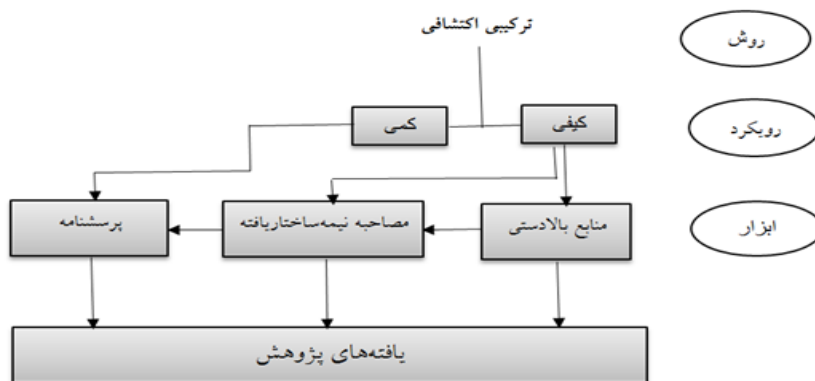 روش
ترکیبی اکتشافی
رویکرد
کیفی
کمی
ابزار
منابع بالادستی
مصاحبه نیمه‌ساختاریافته
پرسشنامه
یافته‌های پژوهش